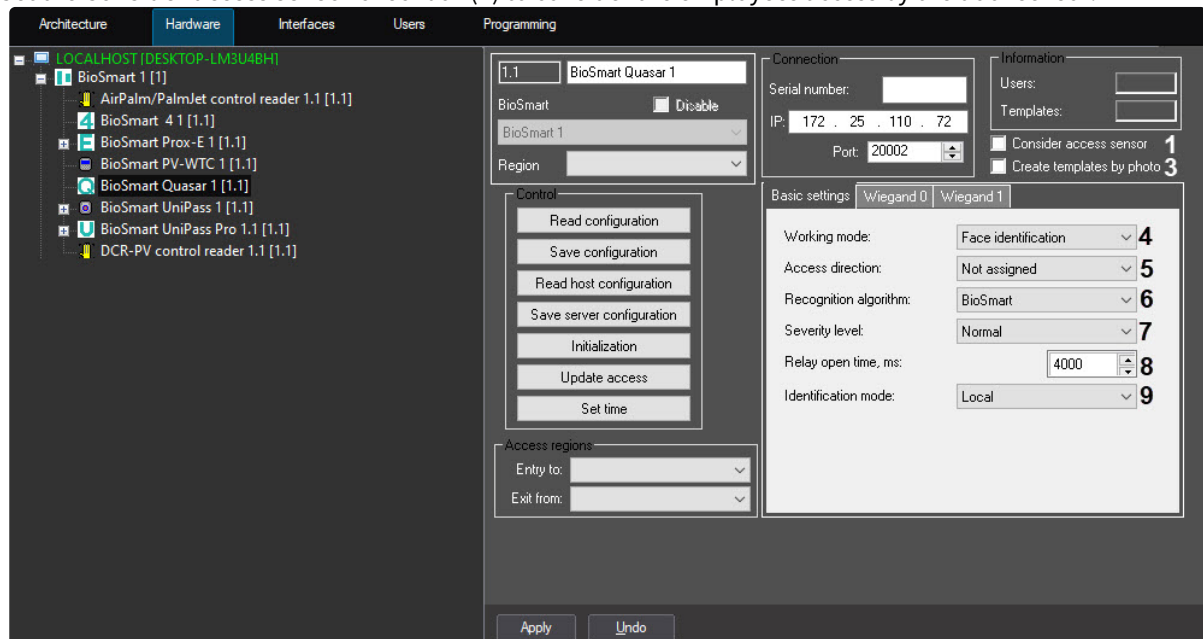 Architecture Hardware Interfaces Users Programming
LOCALHOST [DESKTOP-LM3U4BH]
BioSmart 1 [1]
AirPalm/PalmJet control reader 1.1 [1.1]
BioSmart 4 1 [1.1]
BioSmart Prox-E 1 [1.1]
BioSmart PV-WTC 1 [1.1]
BioSmart Quasar 1 [1.1]
BioSmart UniPass 1 [1.1]
BioSmart UniPass Pro 1.1 [1.1]
DCR-PV control reader 1.1 [1.1]
1.1 BioSmart Quasar 1
BioSmart Disable
BioSmart 1
Region
Control
Read configuration
Save configuration
Read host configuration
Save server configuration
Initialization
Update access
Set time
Access regions
Entry to:
Exit from:
Connection
Serial number:
IP: 172 . 25 . 110 . 72
Port: 20002
Information
Users:
Templates:
Consider access sensor 1
Create templates by photo 3
Basic settings Wiegand 0 Wiegand 1
Working mode: Face identification 4
Access direction: Not assigned 5
Recognition algorithm: BioSmart 6
Severity level: Normal 7
Relay open time, ms: 4000 8
Identification mode: Local 9
Apply Undo